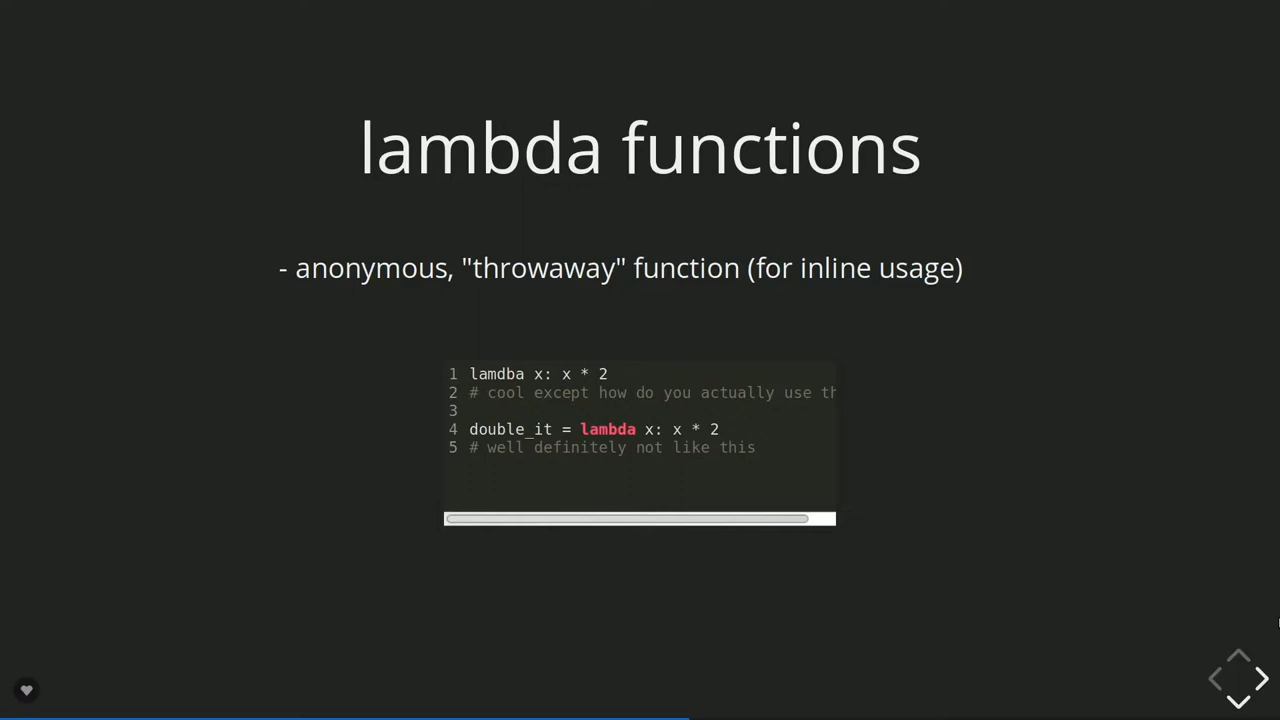 lambda functions
- anonymous, "throwaway" function (for inline usage)
1 lamdba x: x * 2
2 # cool except how do you actually use
3
4 double_it = lambda x: x * 2
5 # well definitely not like this